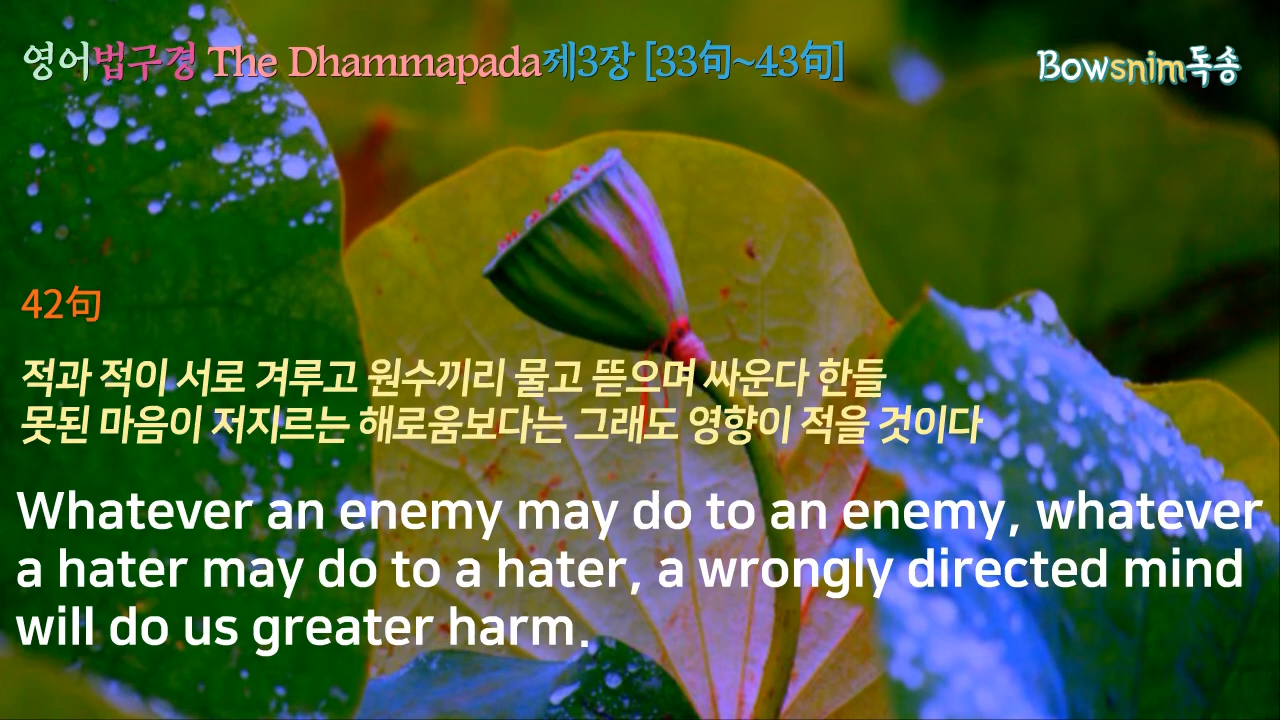 영어법구경 The Dhammapada제3장 [33句~43句]
Bowsnim독송
42句
적과 적이 서로 겨루고 원수끼리 물고 뜯으며 싸운다 한들
못된 마음이 저지르는 해로움보다는 그래도 영향이 적을 것이다
Whatever an enemy may do to an enemy, whatever
a hater may do to a hater, a wrongly directed mind
will do us greater harm.